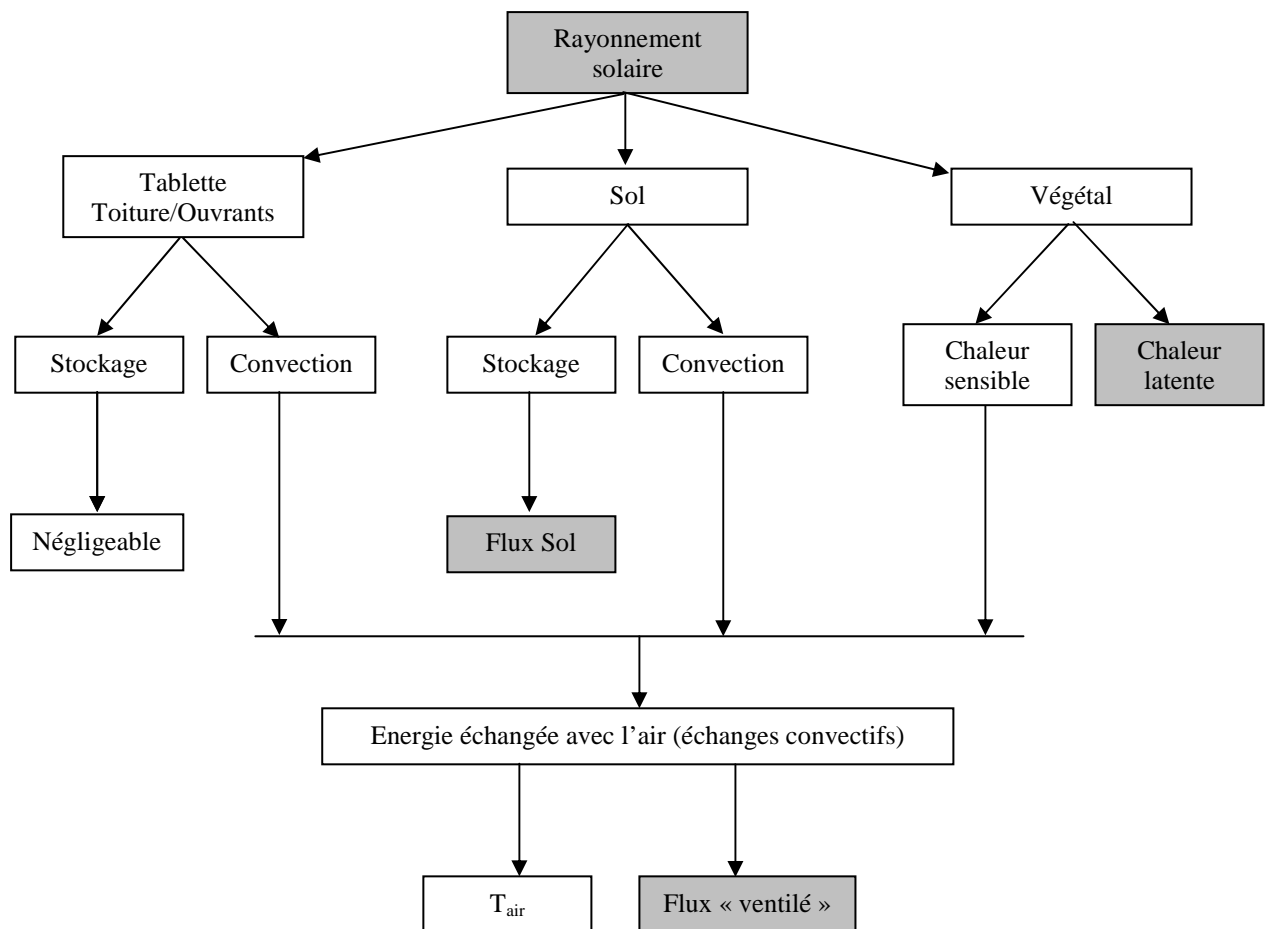 Rayonnement
solaire
Tablette
Toiture/Ouvrants
Sol
Végétal
Stockage
Convection
Stockage
Convection
Chaleur
sensible
Chaleur
latente
Négligeable
Flux Sol
Energie échangée avec l’air (échanges convectifs)
Tair
Flux « ventilé »